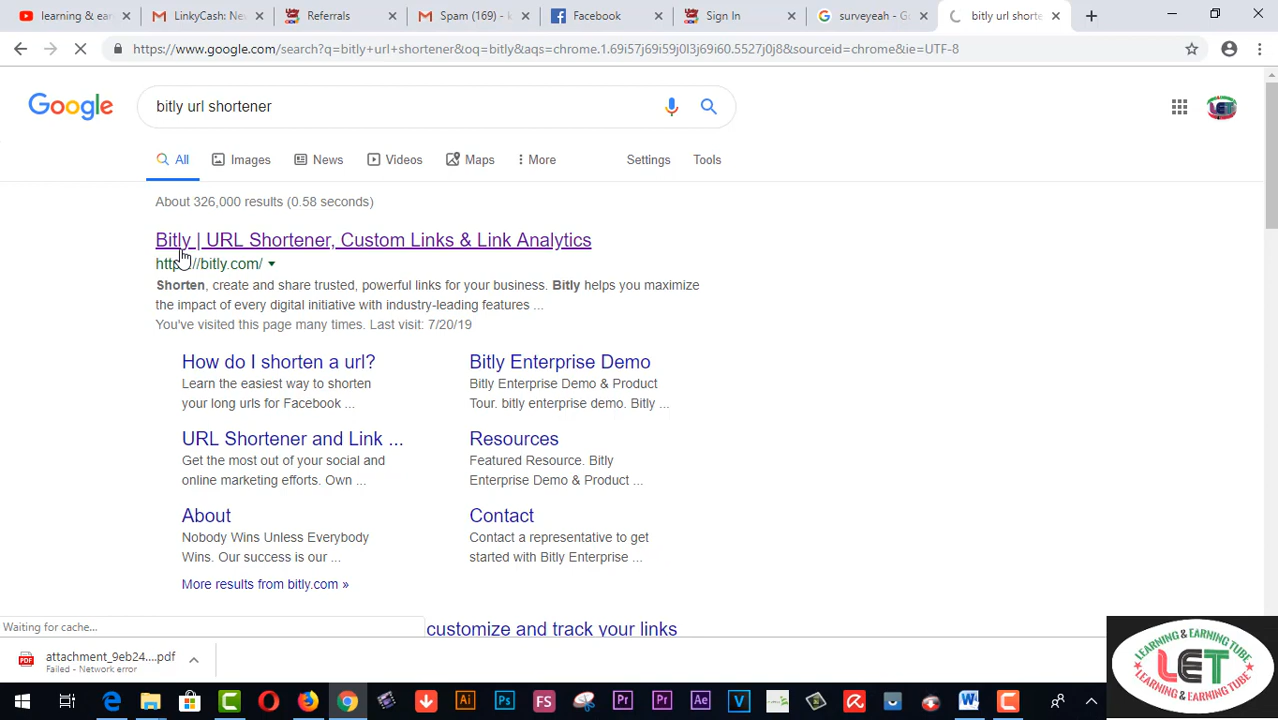 learning & ear
LinkyCash: Ne
Referrals
Spam (169) - k
Facebook
Sign In
surveyeah - Go
bitly url shorte
https://www.google.com/search?q=bitly+url+shortener&oq=bitly&aqs=chrome.1.69i57j69i59j0l3j69i60.5527j0j8&sourceid=chrome&ie=UTF-8
Google
bitly url shortener
LET
All
Images
News
Videos
Maps
More
Settings
Tools
About 326,000 results (0.58 seconds)
Bitly | URL Shortener, Custom Links & Link Analytics
https://bitly.com/
Shorten, create and share trusted, powerful links for your business. Bitly helps you maximize
the impact of every digital initiative with industry-leading features ...
You've visited this page many times. Last visit: 7/20/19
How do I shorten a url?
Learn the easiest way to shorten
your long urls for Facebook ...
Bitly Enterprise Demo
Bitly Enterprise Demo & Product
Tour. bitly enterprise demo. Bitly ...
URL Shortener and Link ...
Get the most out of your social and
online marketing efforts. Own ...
Resources
Featured Resource. Bitly
Enterprise Demo & Product ...
About
Nobody Wins Unless Everybody
Wins. Our success is our ...
Contact
Contact a representative to get
started with Bitly Enterprise ...
More results from bitly.com »
Waiting for cache...
customize and track your links
PDF
attachment_9eb24....pdf
Failed - Network error
LEARNING & EARNING TUBE
LET
LEARNING & EARNING TUBE
Ai
Ps
FS
Pr
Pr
Ae
V
W